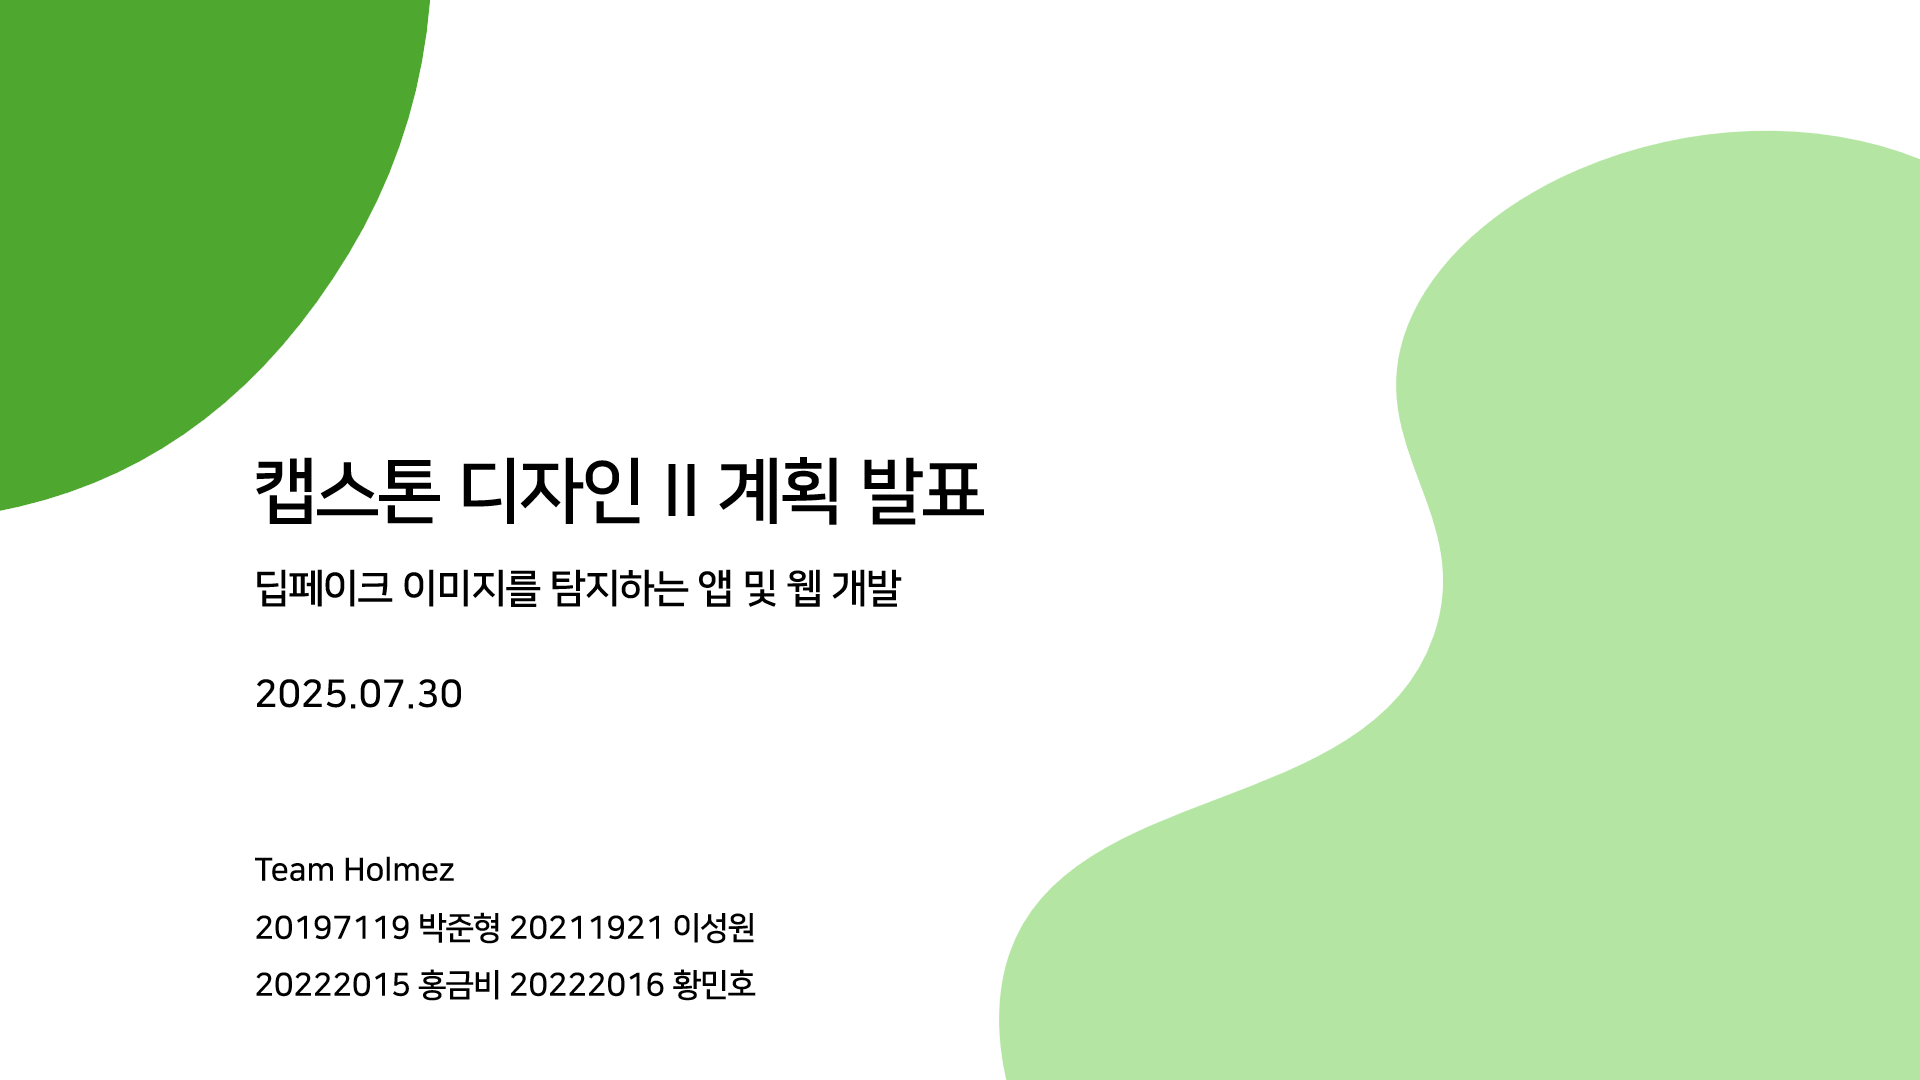 캡스톤 디자인 II 계획 발표
딥페이크 이미지를 탐지하는 앱 및 웹 개발
2025.07.30
Team Holmez
20197119 박준형 20211921 이성원
20222015 홍금비 20222016 황민호